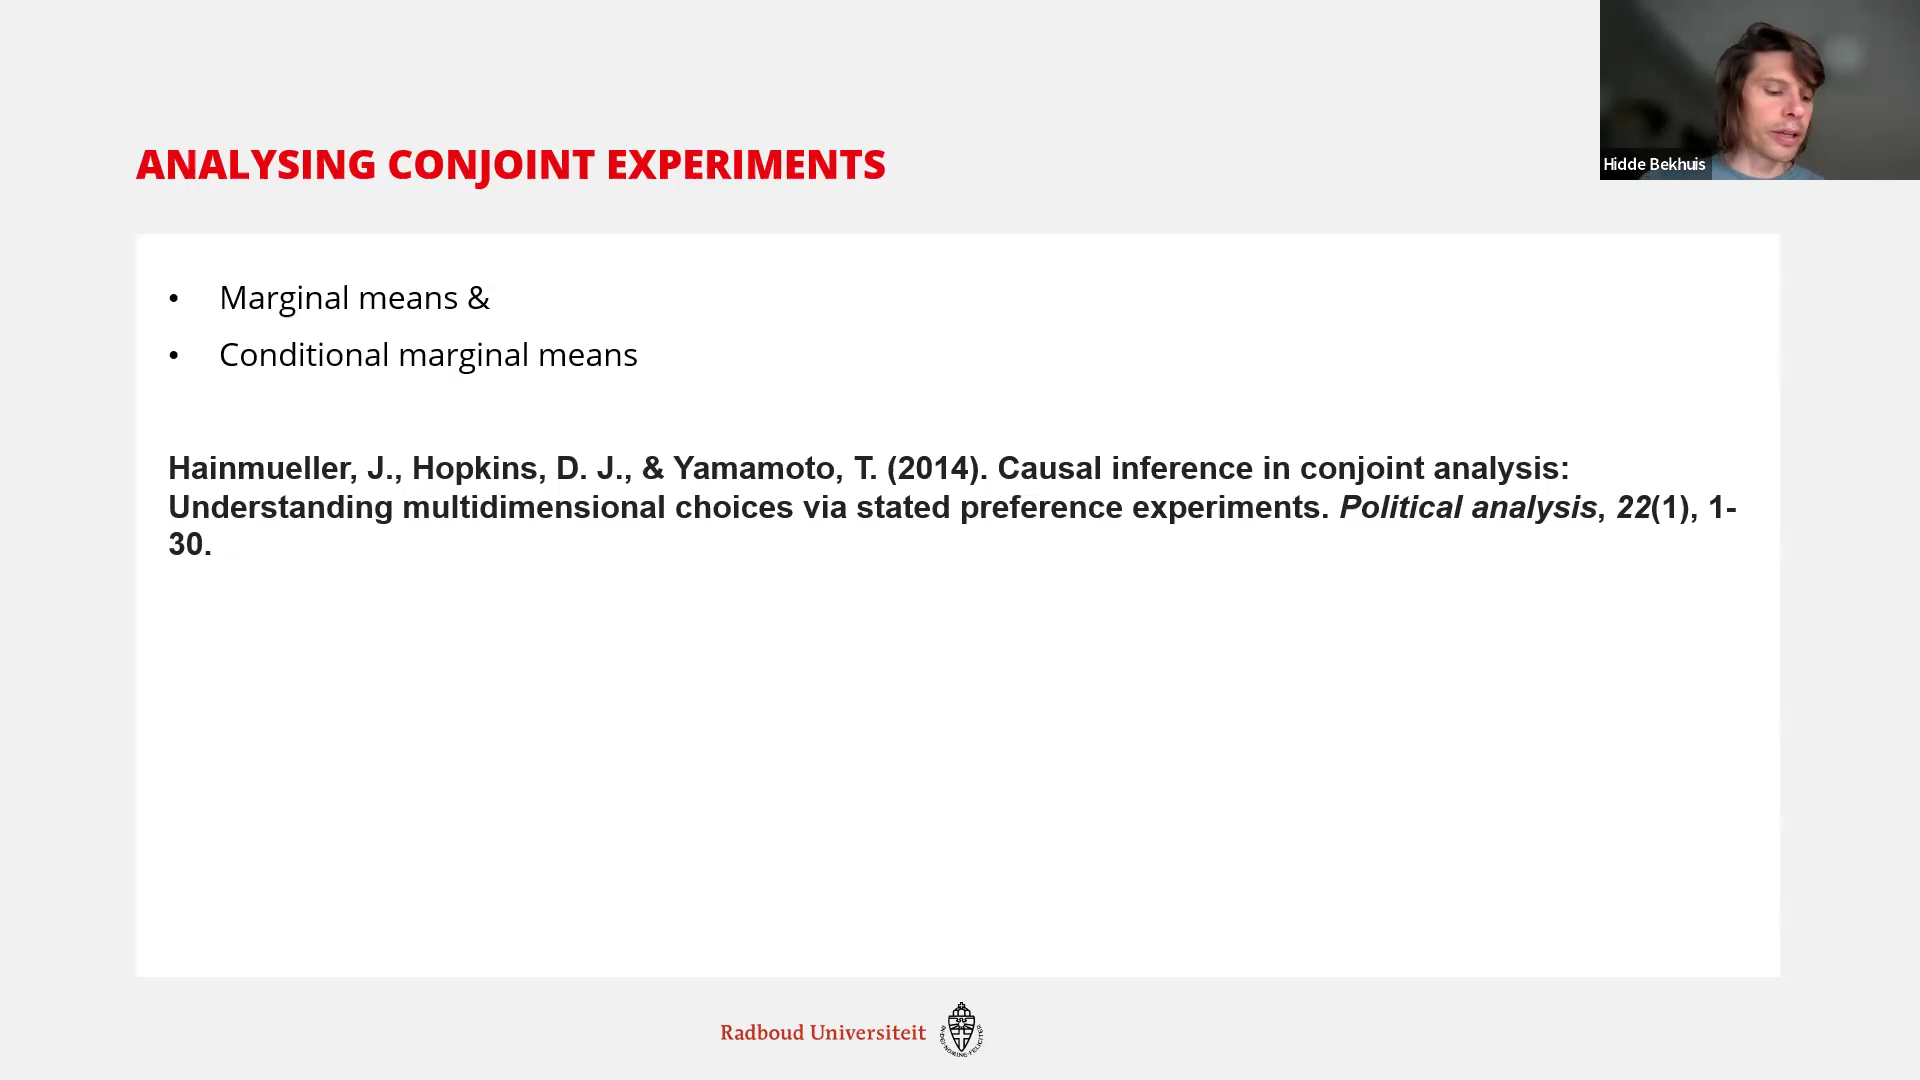 Hidde Bekhuis
ANALYSING CONJOINT EXPERIMENTS
• Marginal means &
• Conditional marginal means
Hainmueller, J., Hopkins, D. J., & Yamamoto, T. (2014). Causal inference in conjoint analysis:
Understanding multidimensional choices via stated preference experiments. Political analysis, 22(1), 1-
30.
Radboud Universiteit